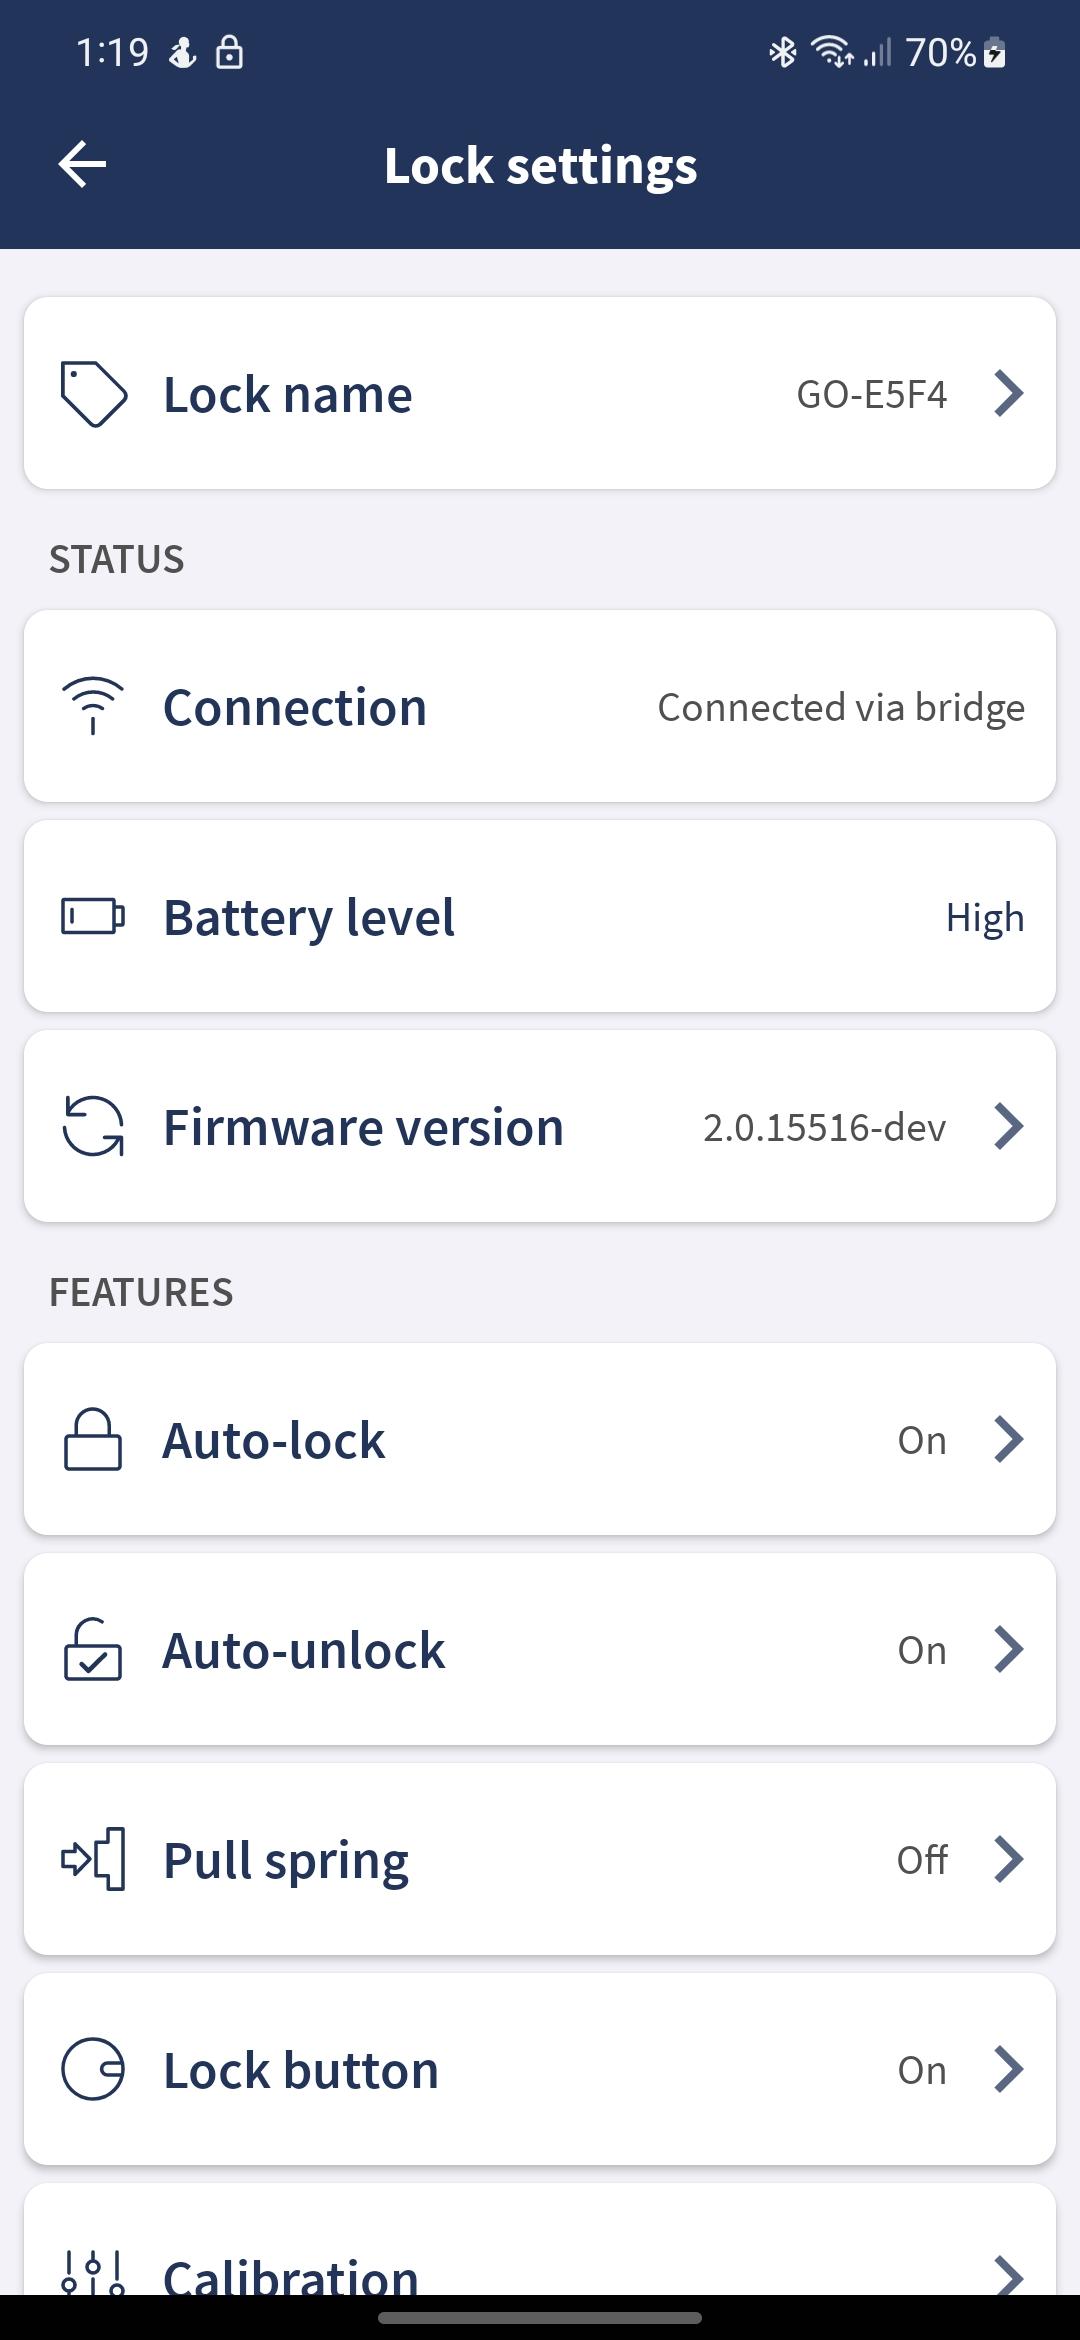 1:19 70%
Lock settings
Lock name GO-E5F4
STATUS
Connection Connected via bridge
Battery level High
Firmware version 2.0.15516-dev
FEATURES
Auto-lock On
Auto-unlock On
Pull spring Off
Lock button On
Calibration